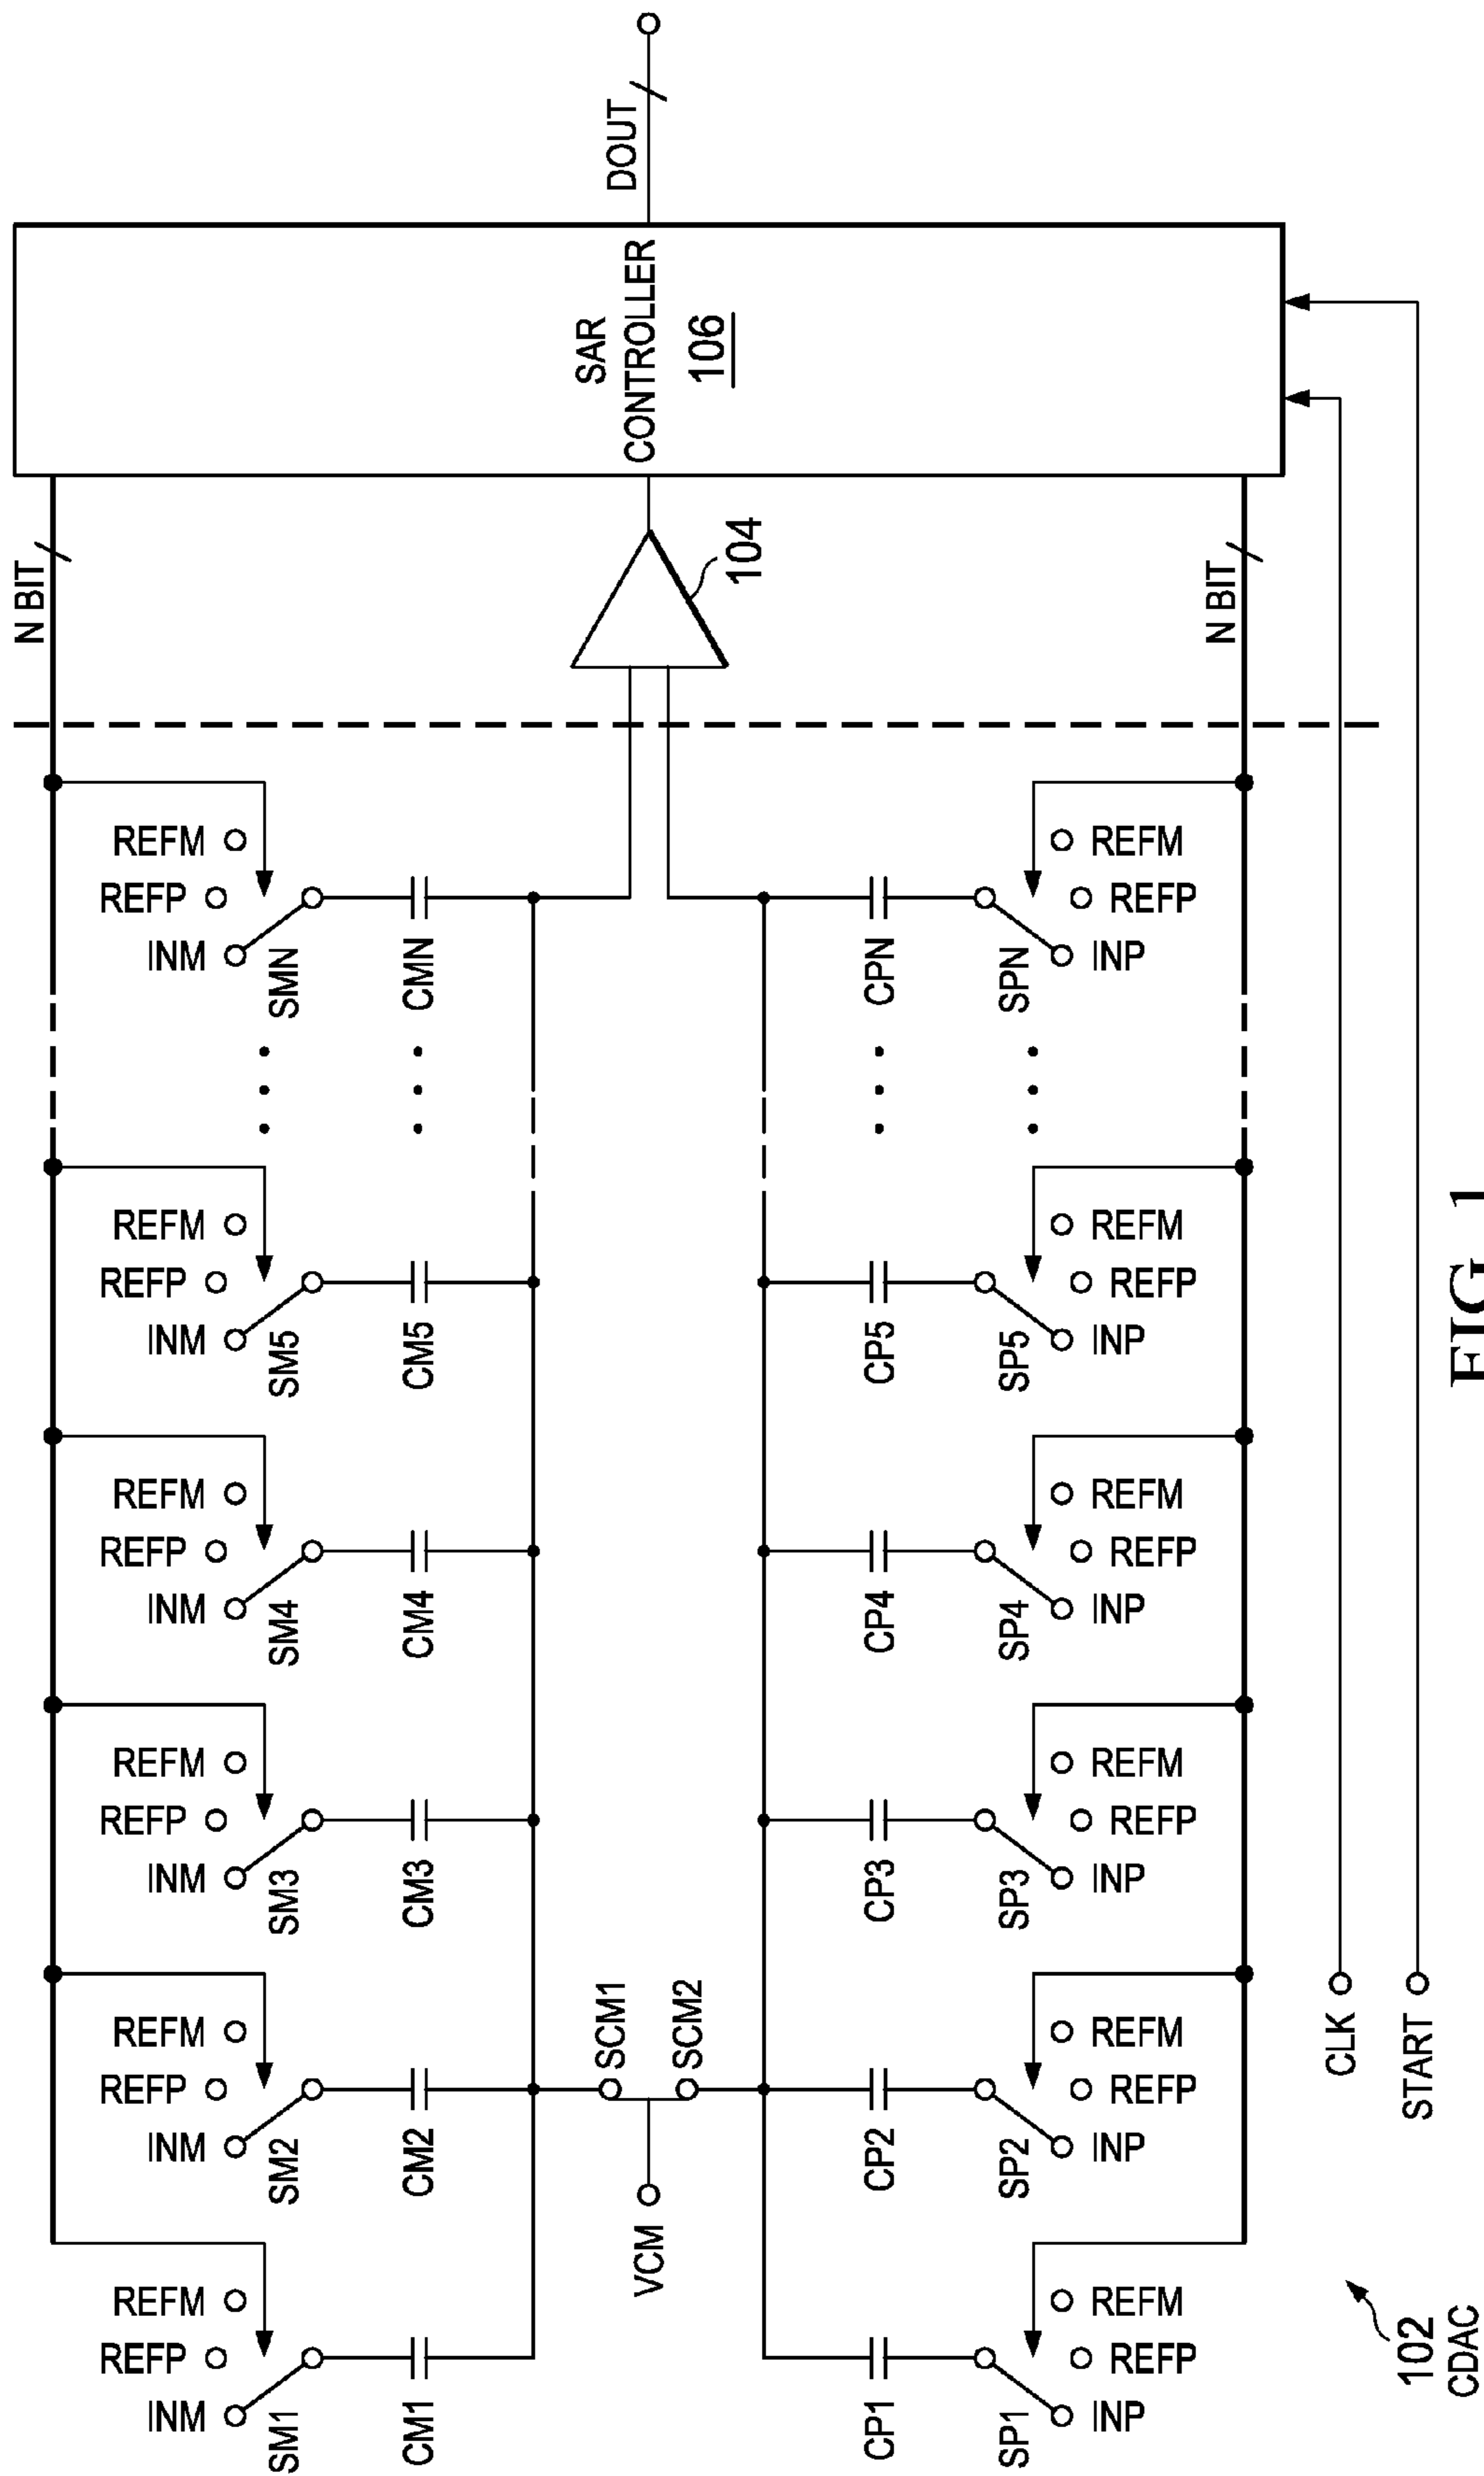 N BIT
REFM
REFP
INM
SM1
CM1
REFM
REFP
INM
SM2
CM2
REFM
REFP
INM
SM3
CM3
REFM
REFP
INM
SM4
CM4
REFM
REFP
INM
SM5
CM5
REFM
REFP
INM
SMN
CMN
VCM
SCM1
SCM2
104
SAR
CONTROLLER
106
DOUT
CP1
SP1
REFM
REFP
INP
CP2
SP2
REFM
REFP
INP
CP3
SP3
REFM
REFP
INP
CP4
SP4
REFM
REFP
INP
CP5
SP5
REFM
REFP
INP
CPN
SPN
REFM
REFP
INP
N BIT
CLK
START
102
CDAC
FIG. 1